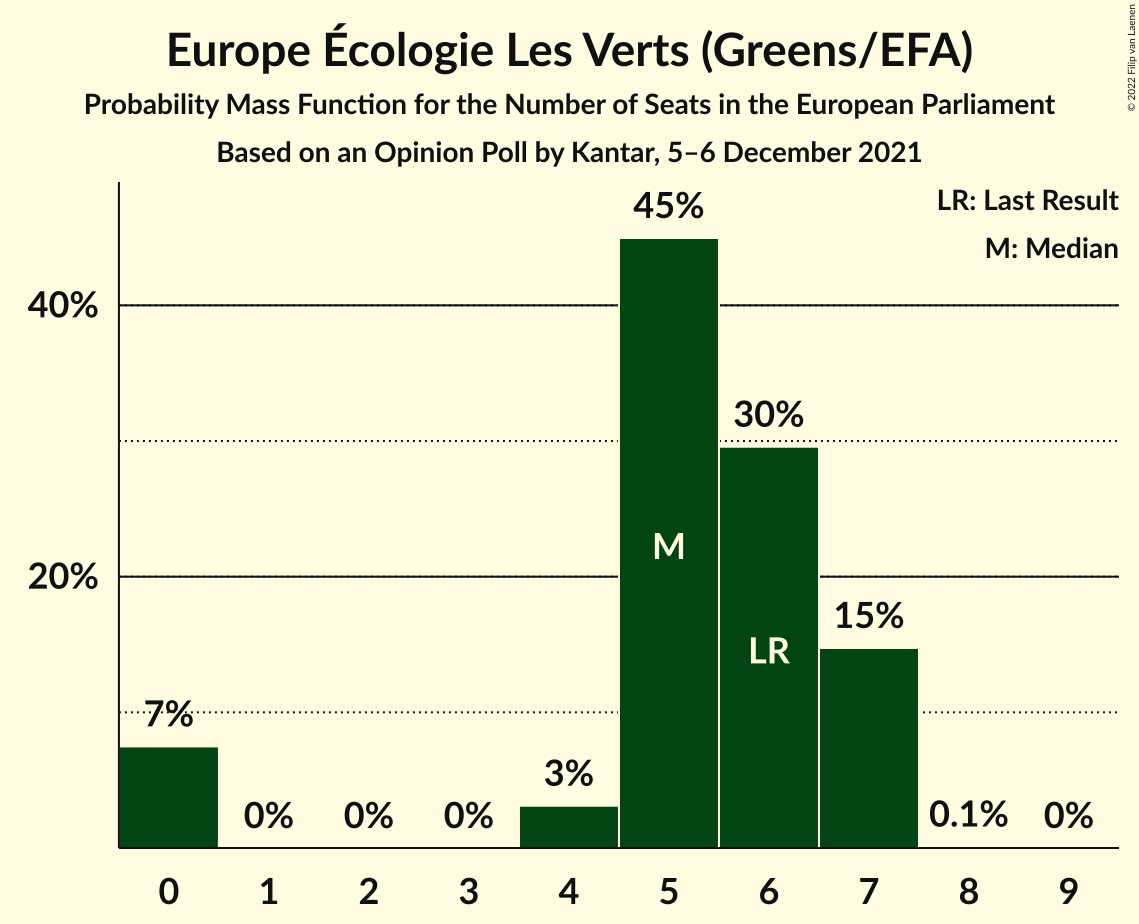 Europe Écologie Les Verts (Greens/EFA)
Probability Mass Function for the Number of Seats in the European Parliament
Based on an Opinion Poll by Kantar, 5–6 December 2021
© 2022 Filip van Laenen
LR: Last Result
M: Median
40%
20%
7%
0%
0%
0%
3%
45%
30%
15%
0.1%
0%
M
LR
0 1 2 3 4 5 6 7 8 9